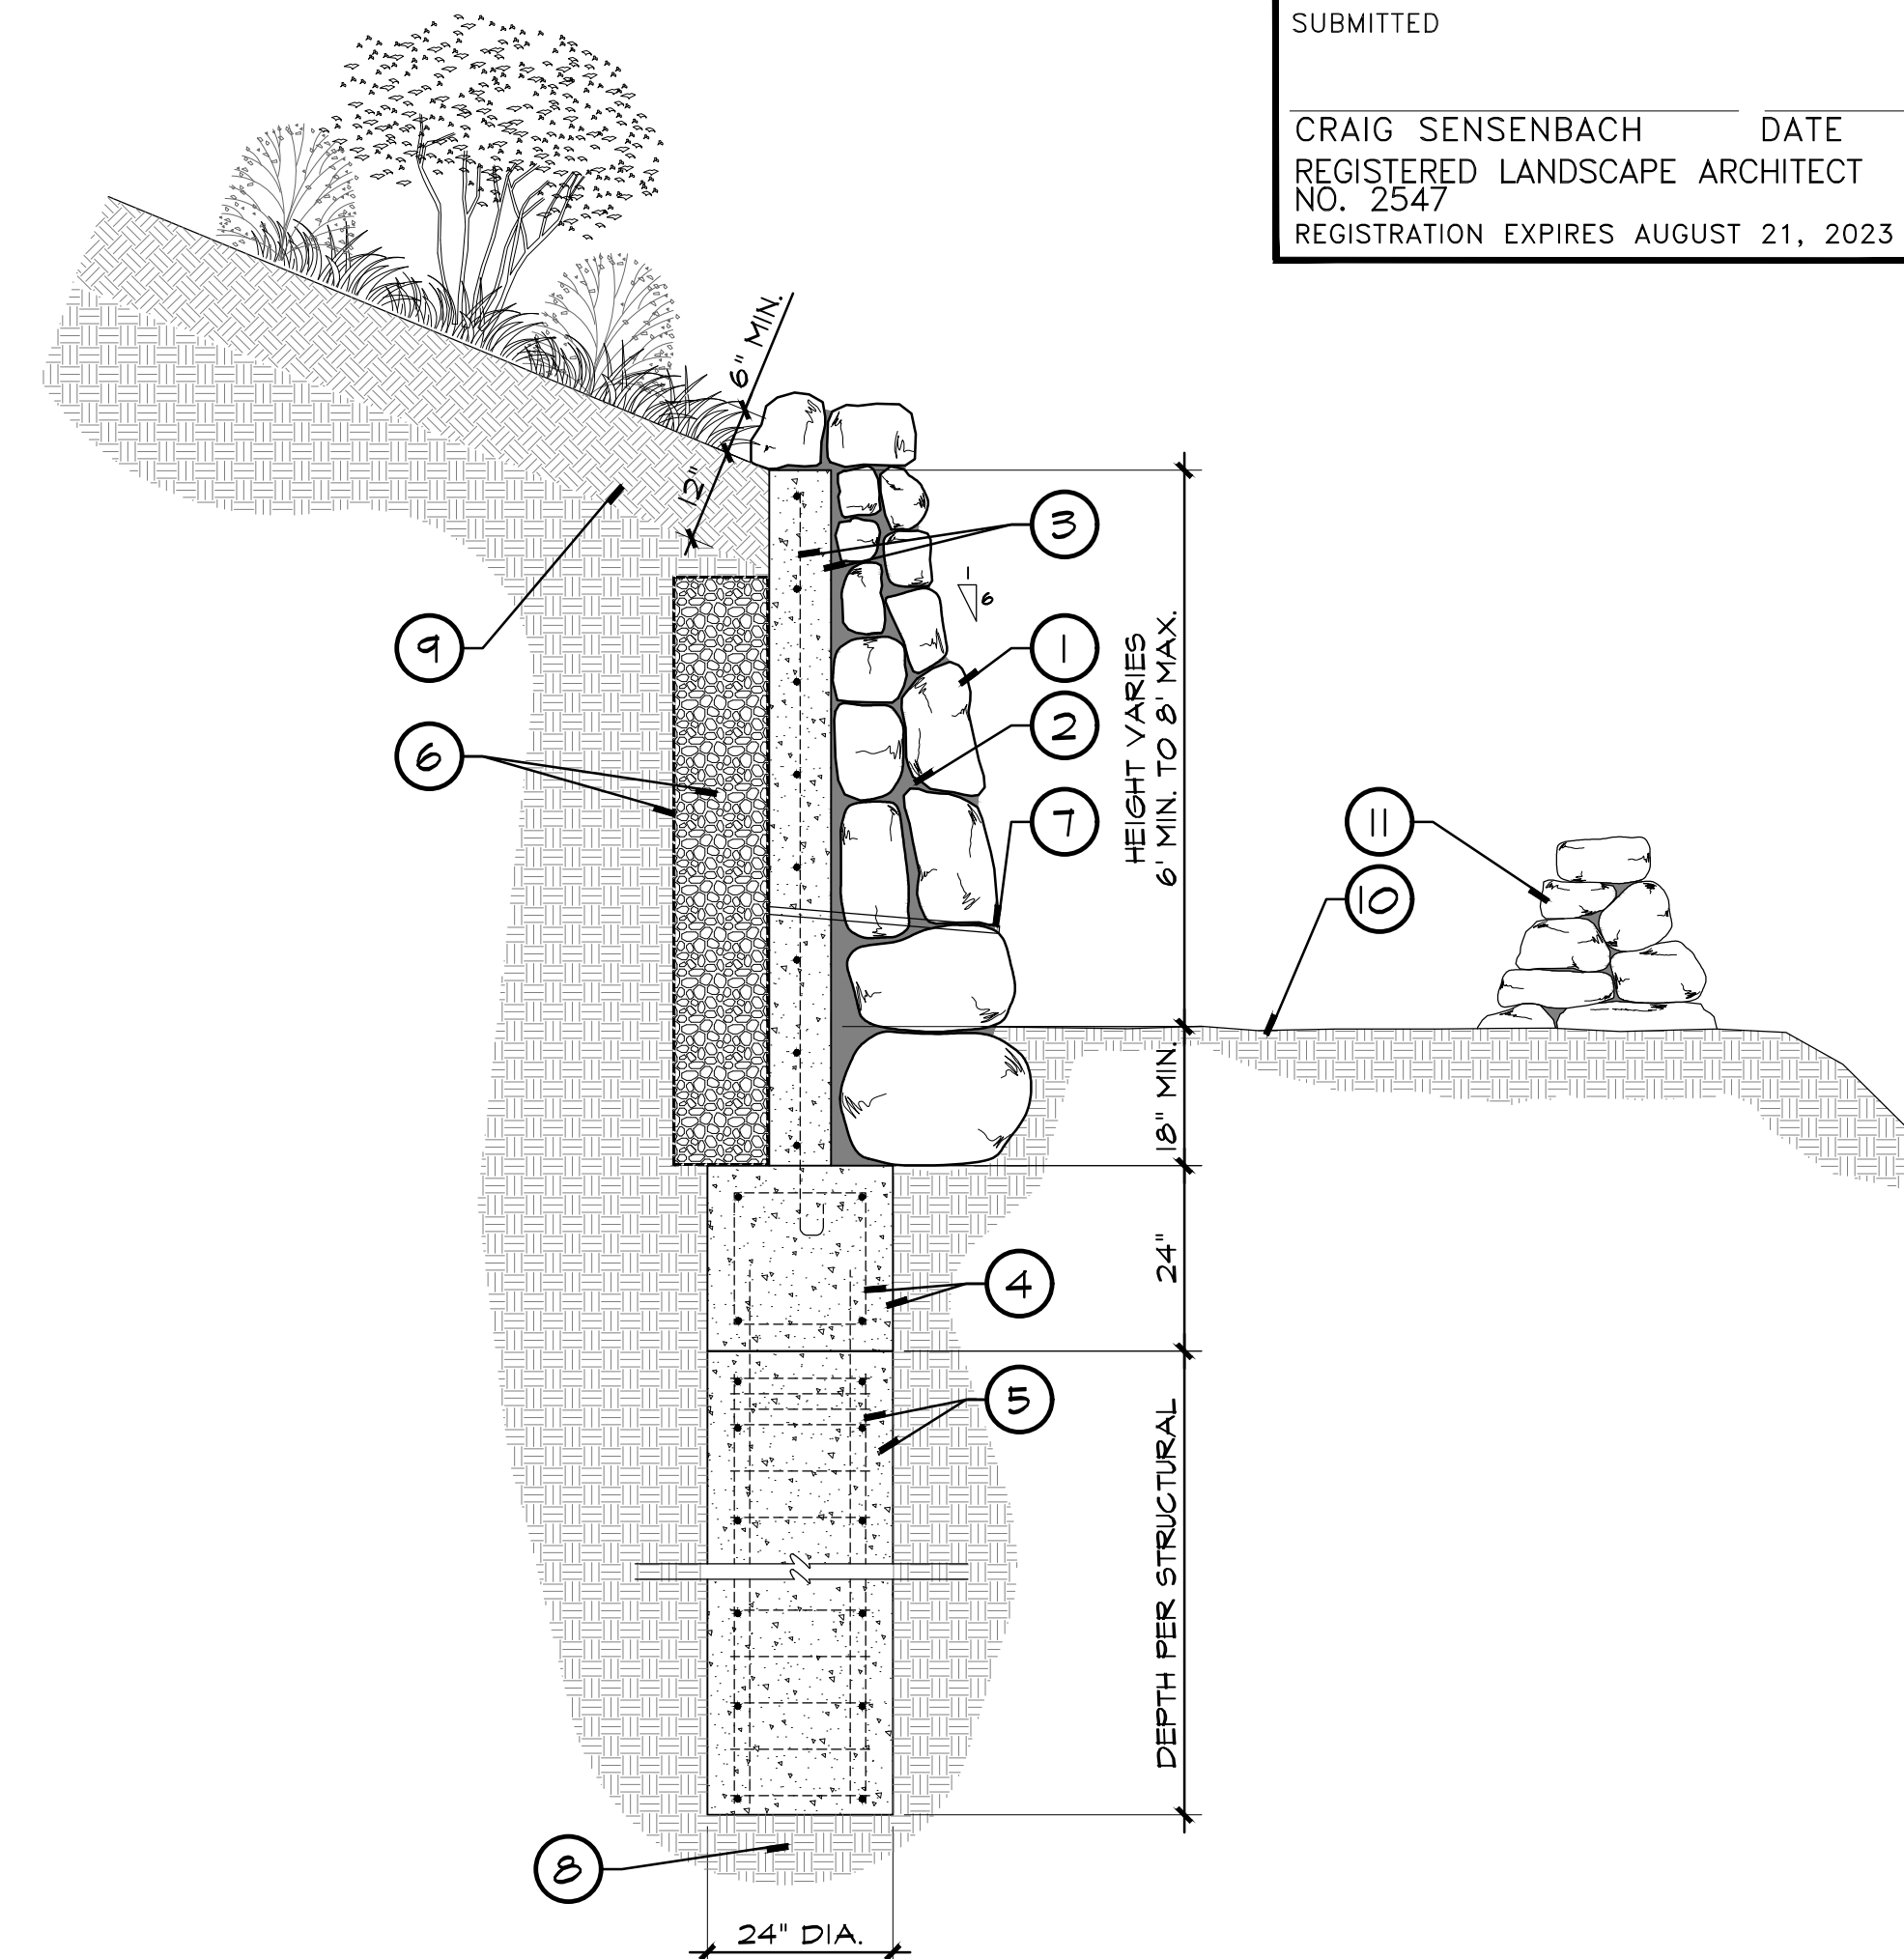 SUBMITTED
CRAIG SENSENBACH DATE
REGISTERED LANDSCAPE ARCHITECT
NO. 2547
REGISTRATION EXPIRES AUGUST 21, 2023
6" MIN.
12"
3
1
6
9
1
HEIGHT VARIES
6' MIN. TO 8' MAX.
2
6
7
11
10
18" MIN.
24"
4
5
DEPTH PER STRUCTURAL
8
24" DIA.